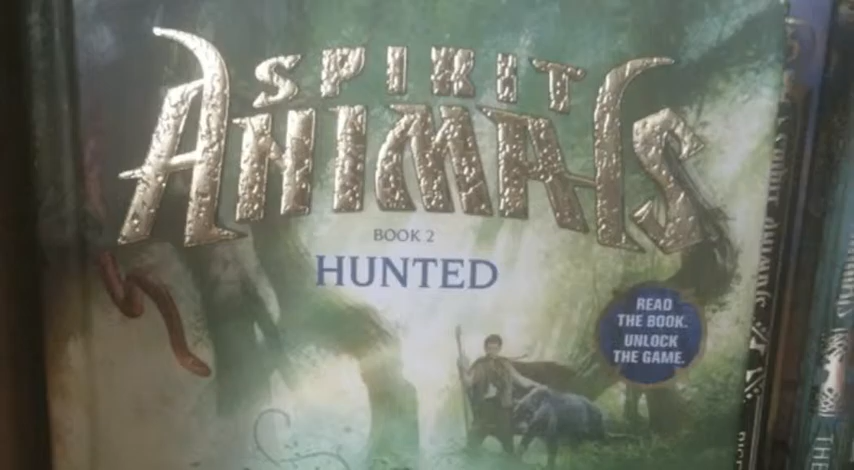 SPIRIT
ANIMALS
BOOK 2
HUNTED
READ
THE BOOK.
UNLOCK
THE GAME.